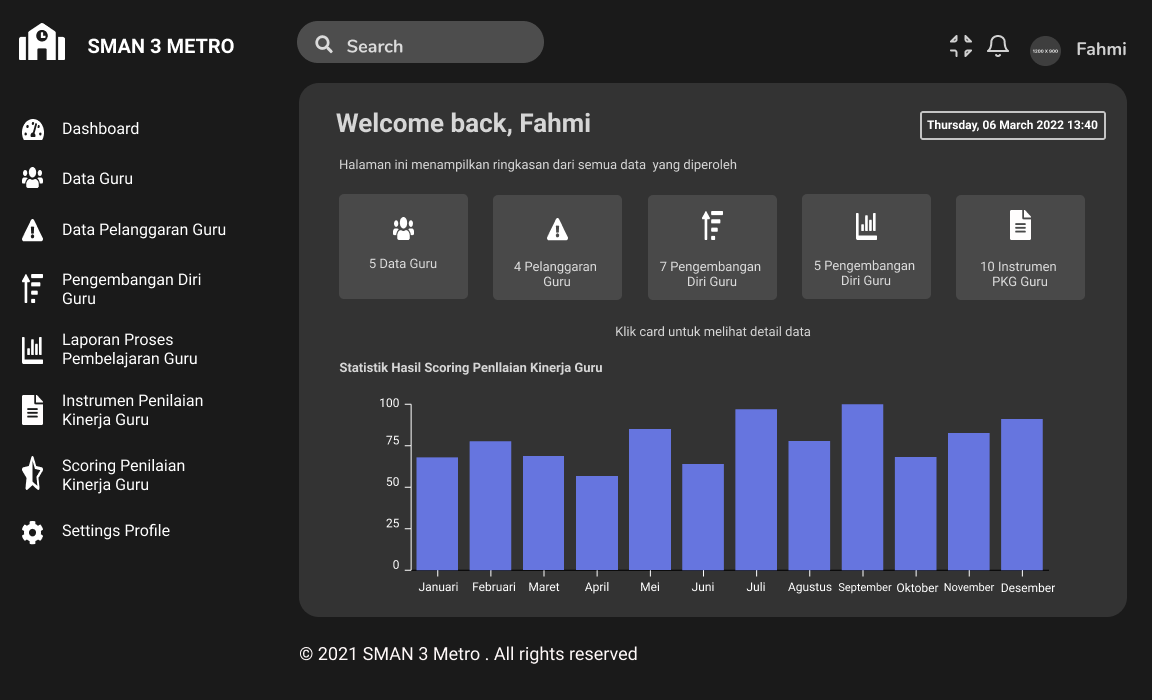 SMAN 3 METRO
Search
1200 X 900
Fahmi
Dashboard
Data Guru
Data Pelanggaran Guru
Pengembangan Diri
Guru
Laporan Proses
Pembelajaran Guru
Instrumen Penilaian
Kinerja Guru
Scoring Penilaian
Kinerja Guru
Settings Profile
Welcome back, Fahmi
Thursday, 06 March 2022 13:40
Halaman ini menampilkan ringkasan dari semua data yang diperoleh
5 Data Guru
4 Pelanggaran
Guru
7 Pengembangan
Diri Guru
5 Pengembangan
Diri Guru
10 Instrumen
PKG Guru
Klik card untuk melihat detail data
Statistik Hasil Scoring Penllaian Kinerja Guru
100
75
50
25
0
Januari Februari Maret April Mei Juni Juli Agustus September Oktober November Desember
© 2021 SMAN 3 Metro . All rights reserved